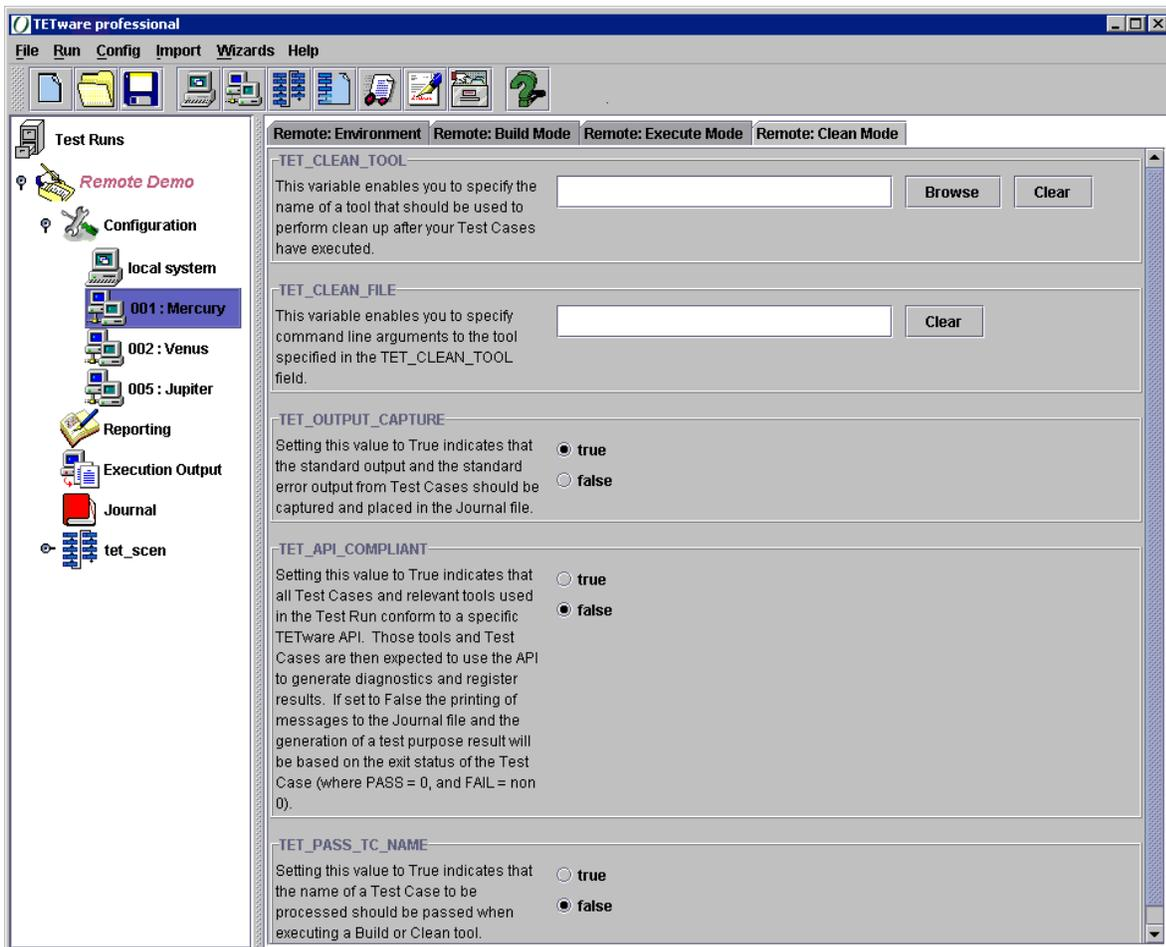 TETware professional
File Run Config Import Wizards Help
Test Runs
Remote Demo
Configuration
local system
001 : Mercury
002 : Venus
005 : Jupiter
Reporting
Execution Output
Journal
tet_scen
Remote: Environment Remote: Build Mode Remote: Execute Mode Remote: Clean Mode
TET_CLEAN_TOOL
This variable enables you to specify the
name of a tool that should be used to
perform clean up after your Test Cases
have executed.
Browse Clear
TET_CLEAN_FILE
This variable enables you to specify
command line arguments to the tool
specified in the TET_CLEAN_TOOL
field.
Clear
TET_OUTPUT_CAPTURE
Setting this value to True indicates that
the standard output and the standard
error output from Test Cases should be
captured and placed in the Journal file.
true
false
TET_API_COMPLIANT
Setting this value to True indicates that
all Test Cases and relevant tools used
in the Test Run conform to a specific
TETware API. Those tools and Test
Cases are then expected to use the API
to generate diagnostics and register
results. If set to False the printing of
messages to the Journal file and the
generation of a test purpose result will
be based on the exit status of the Test
Case (where PASS = 0, and FAIL = non
0).
true
false
TET_PASS_TC_NAME
Setting this value to True indicates that
the name of a Test Case to be
processed should be passed when
executing a Build or Clean tool.
true
false